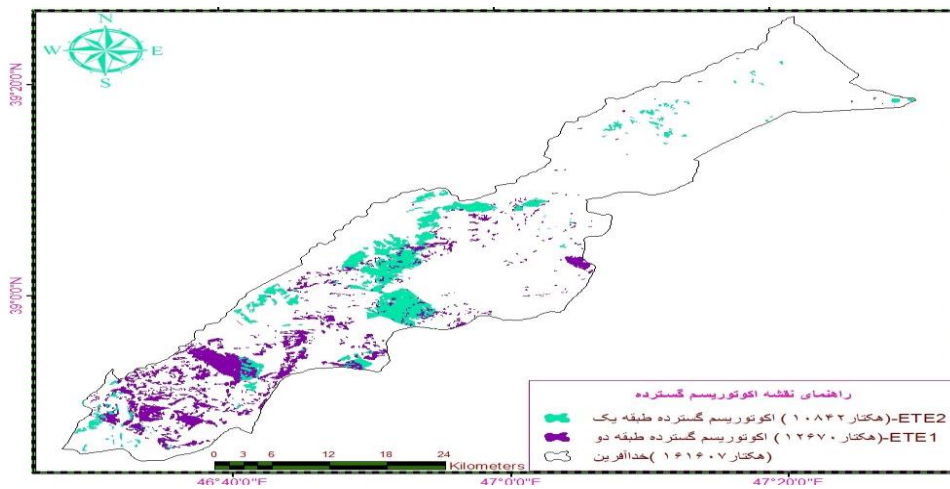 N
W E
S
39°20'0"N
39°0'0"N
راهنمای نقشه اکوتوریسم گسترده
ETE2-(هکتار ۱۰۸۴۲ ) اکوتوریسم گسترده طبقه یک
ETE1-(هکتار ۱۲۶۷۰ ) اکوتوریسم گسترده طبقه دو
(هکتار ۱۶۱۶۰۷ )خداآفرین
0 3 6 12 18 24
Kilometers
46°40'0"E 47°0'0"E 47°20'0"E